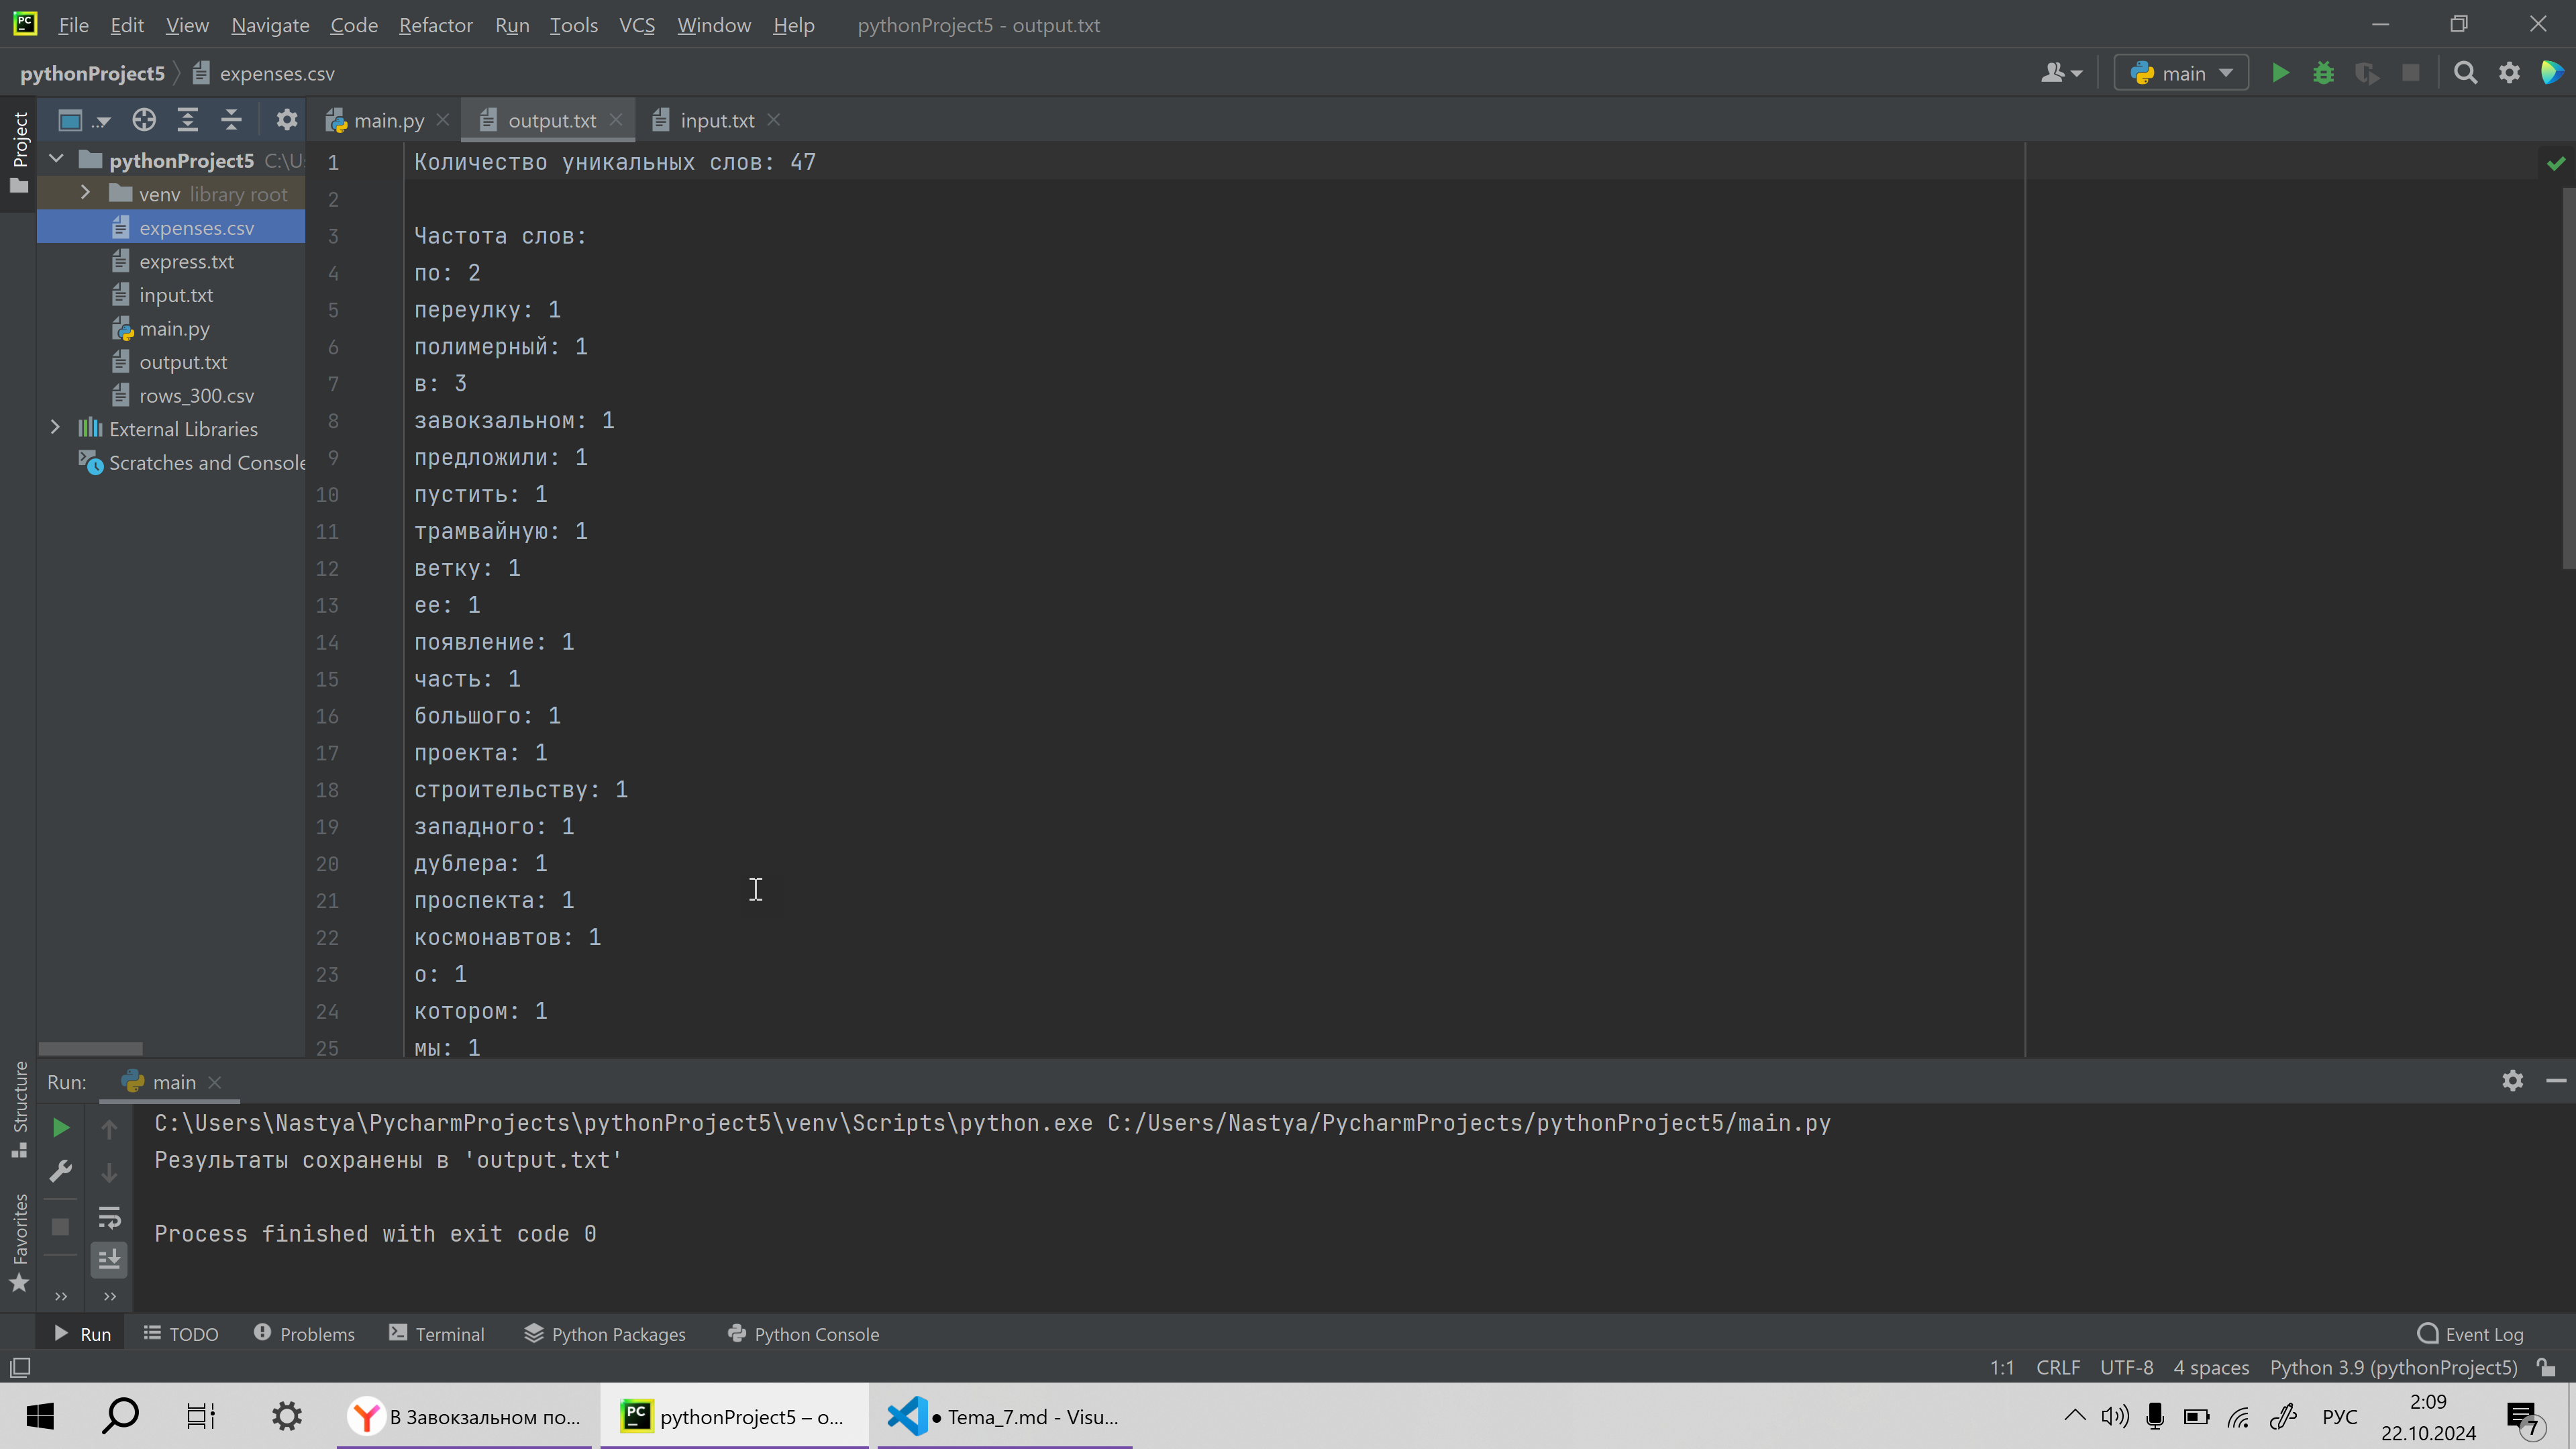 File Edit View Navigate Code Refactor Run Tools VCS Window Help pythonProject5 - output.txt
pythonProject5 expenses.csv
main
Project
main.py output.txt input.txt
pythonProject5 C:\U
venv library root
expenses.csv
express.txt
input.txt
main.py
output.txt
rows_300.csv
External Libraries
Scratches and Console
1 Количество уникальных слов: 47
2
3 Частота слов:
4 по: 2
5 переулку: 1
6 полимерный: 1
7 в: 3
8 завокзальном: 1
9 предложили: 1
10 пустить: 1
11 трамвайную: 1
12 ветку: 1
13 ее: 1
14 появление: 1
15 часть: 1
16 большого: 1
17 проекта: 1
18 строительству: 1
19 западного: 1
20 дублера: 1
21 проспекта: 1
22 космонавтов: 1
23 о: 1
24 котором: 1
25 мы: 1
Structure
Favorites
Run: main
C:\Users\Nastya\PycharmProjects\pythonProject5\venv\Scripts\python.exe C:/Users/Nastya/PycharmProjects/pythonProject5/main.py
Результаты сохранены в 'output.txt'
Process finished with exit code 0
Run TODO Problems Terminal Python Packages Python Console Event Log
1:1 CRLF UTF-8 4 spaces Python 3.9 (pythonProject5)
В Завокзальном по... pythonProject5 – o... ● Tema_7.md - Visu... РУС 2:09
22.10.2024 7